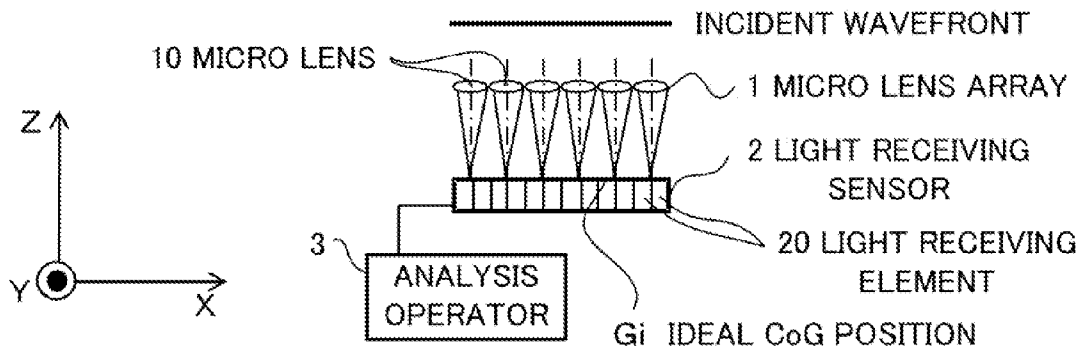 INCIDENT WAVEFRONT
10 MICRO LENS
1 MICRO LENS ARRAY
Z
2 LIGHT RECEIVING
SENSOR
3
20 LIGHT RECEIVING
ELEMENT
ANALYSIS
OPERATOR
Y
X
Gi IDEAL CoG POSITION